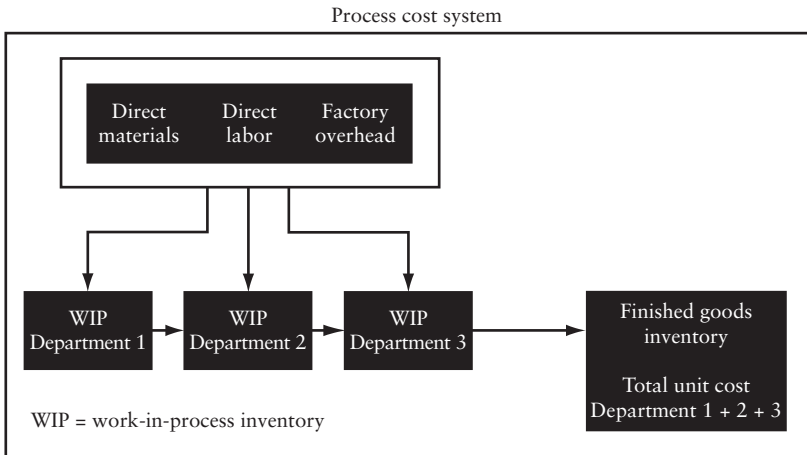 Process cost system
Direct
materials
Direct
labor
Factory
overhead
WIP
Department 1
WIP
Department 2
WIP
Department 3
Finished goods
inventory
Total unit cost
Department 1 + 2 + 3
WIP = work-in-process inventory